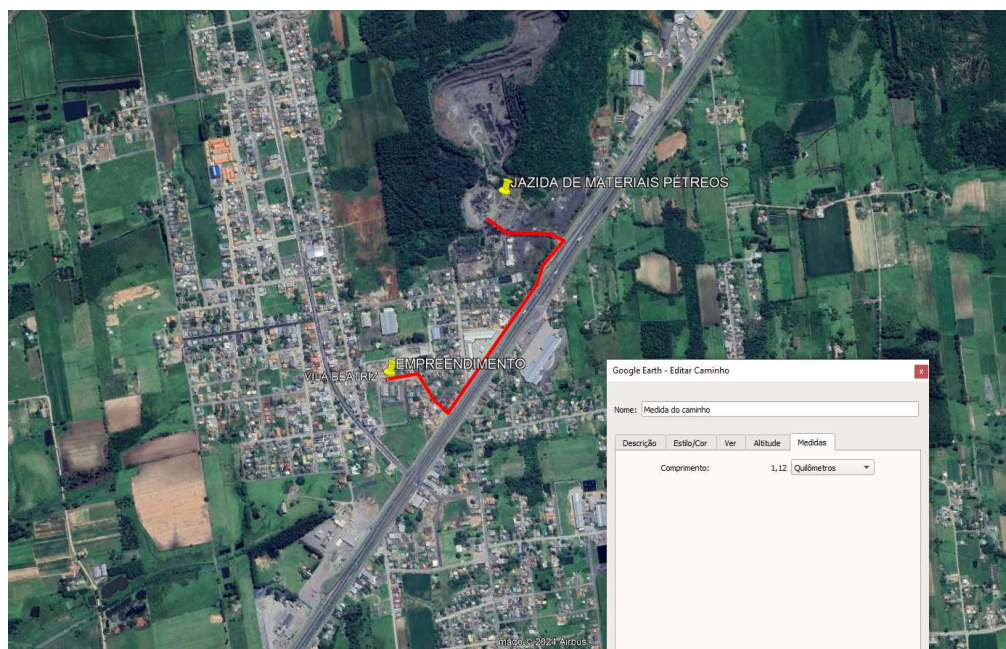 JAZIDA DE MATERIAIS PÉTREOS
EMPREENDIMENTO
VILA BEATRIZ
Google Earth - Editar Caminho
x
Nome: Medida do caminho
Descrição Estilo/Cor Ver Altitude Medidas
Comprimento: 1,12 Quilômetros
Image © 2024 Airbus